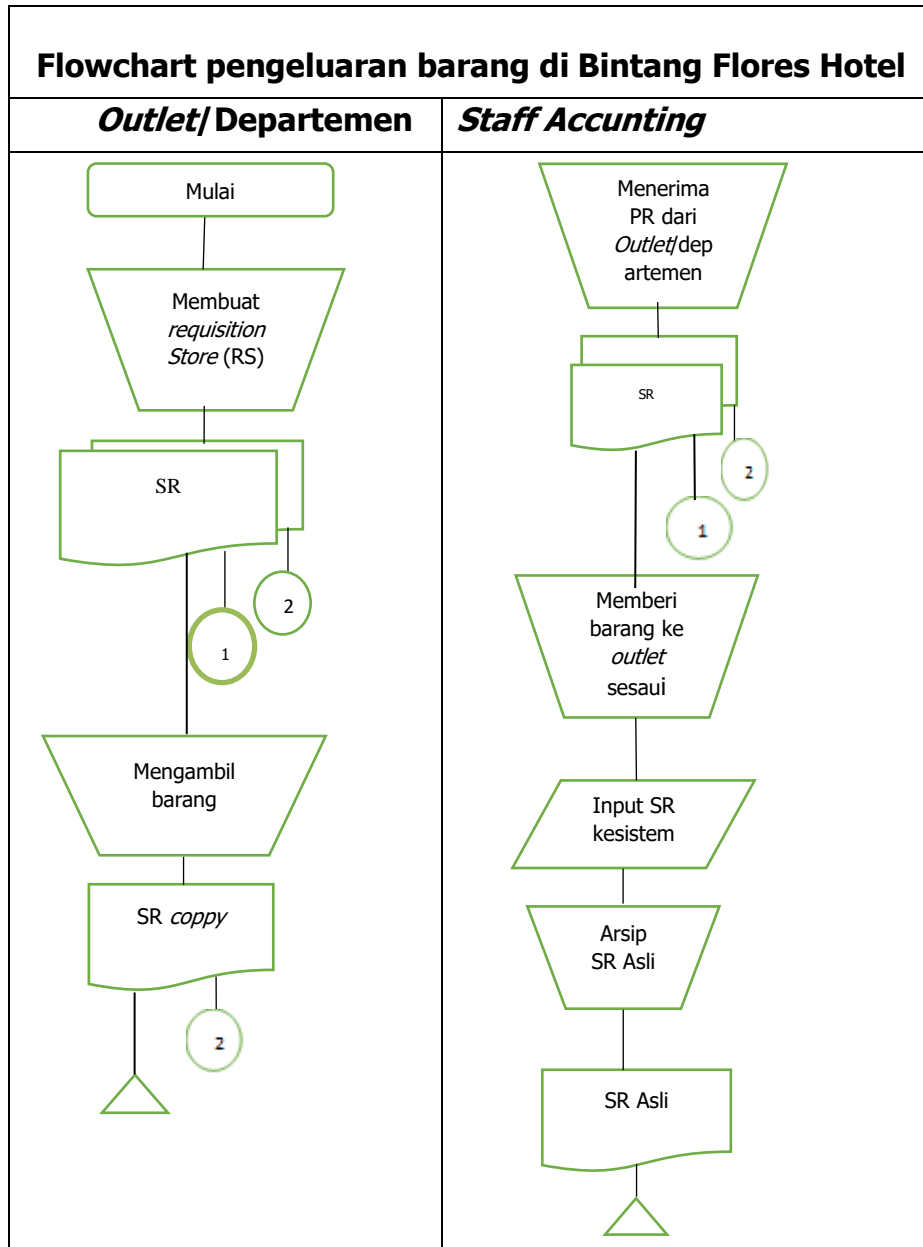 Flowchart pengeluaran barang di Bintang Flores Hotel
Outlet/Departemen
Staff Accunting
Mulai
Membuat
requisition
Store (RS)
SR
1
2
Mengambil
barang
SR coppy
2
Menerima
PR dari
Outlet/dep
artemen
SR
1
2
Memberi
barang ke
outlet
sesaui
Input SR
kesistem
Arsip
SR Asli
SR Asli